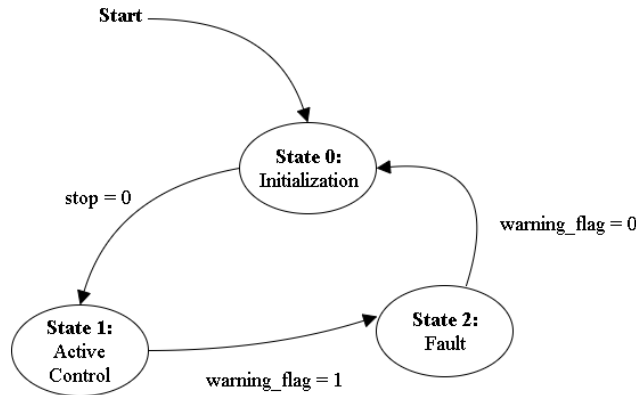 Start
State 0:
Initialization
stop = 0
warning_flag = 0
State 1:
Active
Control
State 2:
Fault
warning_flag = 1